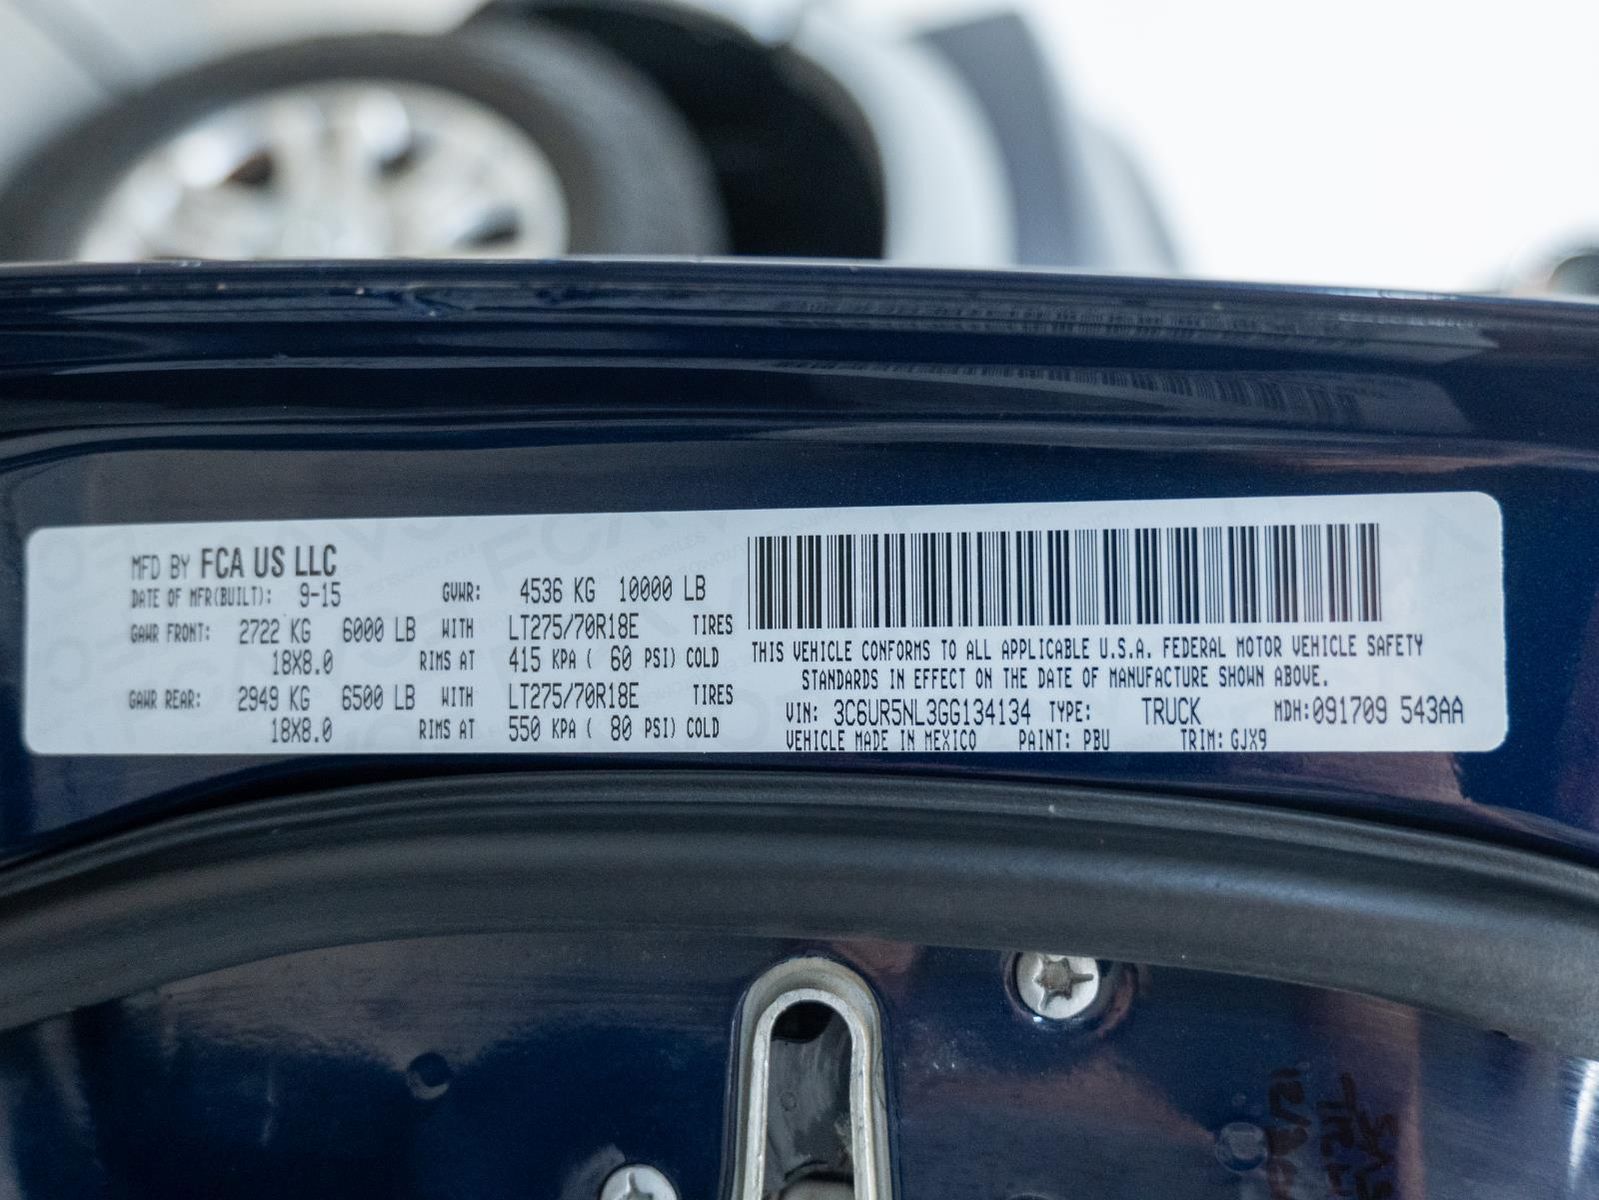 MFD BY FCA US LLC
DATE OF MFR(BUILT): 9-15 GVWR: 4536 KG 10000 LB
GAWR FRONT: 2722 KG 6000 LB WITH LT275/70R18E TIRES
18X8.0 RIMS AT 415 KPA ( 60 PSI) COLD
GAWR REAR: 2949 KG 6500 LB WITH LT275/70R18E TIRES
18X8.0 RIMS AT 550 KPA ( 80 PSI) COLD
THIS VEHICLE CONFORMS TO ALL APPLICABLE U.S.A. FEDERAL MOTOR VEHICLE SAFETY
STANDARDS IN EFFECT ON THE DATE OF MANUFACTURE SHOWN ABOVE.
VIN: 3C6UR5NL3GG134134 TYPE: TRUCK MDH:091709 543AA
VEHICLE MADE IN MEXICO PAINT: PBU TRIM: GJX9